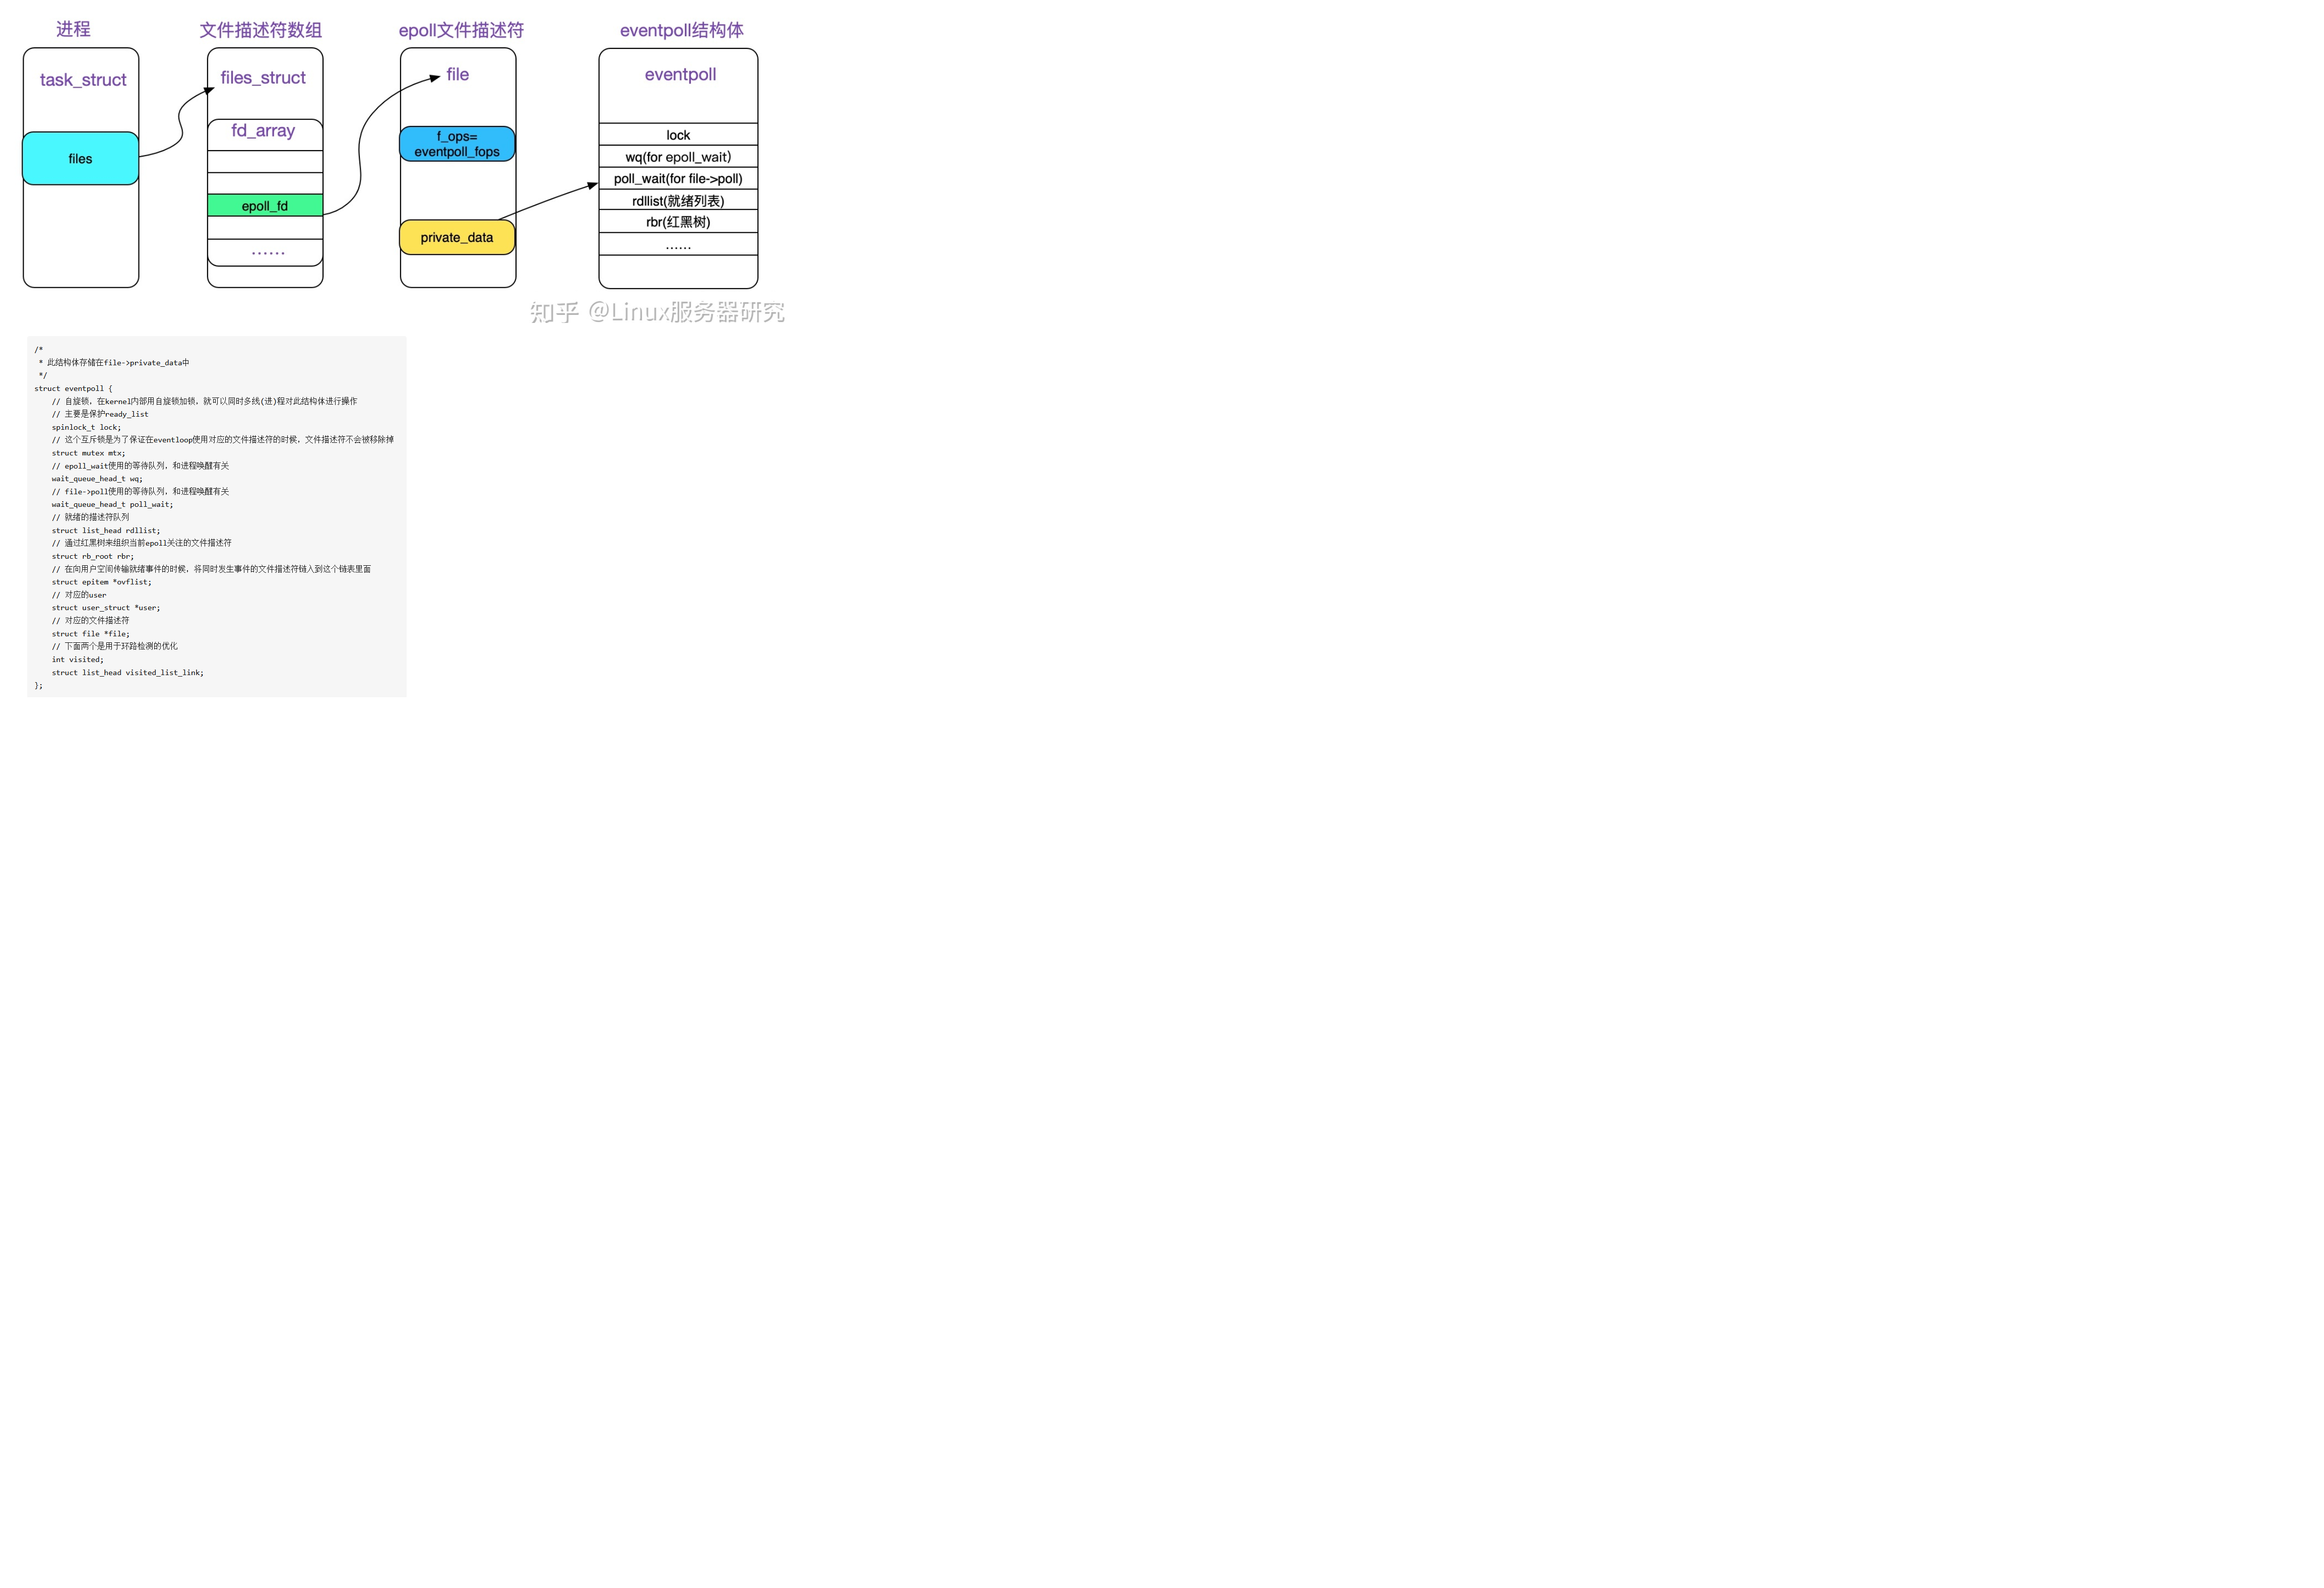 进程
文件描述符数组
epoll文件描述符
eventpoll结构体
task_struct
files
files_struct
fd_array
epoll_fd
......
file
f_ops=
eventpoll_fops
private_data
eventpoll
lock
wq(for epoll_wait)
poll_wait(for file->poll)
rdllist(就绪列表)
rbr(红黑树)
......
知乎 @Linux服务器研究
/*
 * 此结构体存储在file->private_data中
 */
struct eventpoll {
    // 自旋锁，在kernel内部用自旋锁加锁，就可以同时多线(进)程对此结构体进行操作
    // 主要是保护ready_list
    spinlock_t lock;
    // 这个互斥锁是为了保证在eventloop使用对应的文件描述符的时候，文件描述符不会被移除掉
    struct mutex mtx;
    // epoll_wait使用的等待队列，和进程唤醒有关
    wait_queue_head_t wq;
    // file->poll使用的等待队列，和进程唤醒有关
    wait_queue_head_t poll_wait;
    // 就绪的描述符队列
    struct list_head rdllist;
    // 通过红黑树来组织当前epoll关注的文件描述符
    struct rb_root rbr;
    // 在向用户空间传输就绪事件的时候，将同时发生事件的文件描述符链入到这个链表里面
    struct epitem *ovflist;
    // 对应的user
    struct user_struct *user;
    // 对应的文件描述符
    struct file *file;
    // 下面两个是用于环路检测的优化
    int visited;
    struct list_head visited_list_link;
};